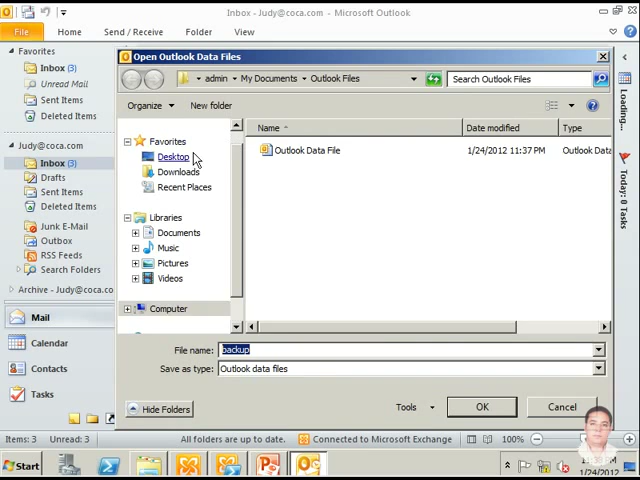 Inbox - Judy@coca.com - Microsoft Outlook
File Home Send / Receive Folder View
Favorites
Inbox (3)
Unread Mail
Sent Items
Deleted Items
Judy@coca.com
Inbox (3)
Drafts
Sent Items
Deleted Items
Junk E-Mail
Outbox
RSS Feeds
Search Folders
Archive - Judy@coca.com
Mail
Calendar
Contacts
Tasks
Open Outlook Data Files
admin My Documents Outlook Files Search Outlook Files
Organize New folder
Favorites
Desktop
Downloads
Recent Places
Libraries
Documents
Music
Pictures
Videos
Computer
Name Date modified Type
Outlook Data File 1/24/2012 11:37 PM Outlook Data
File name: backup
Save as type: Outlook data files
Hide Folders Tools OK Cancel
Loading...
Today: 0 Tasks
Items: 3 Unread: 3 All folders are up to date. Connected to Microsoft Exchange 100%
Start
1/24/2012